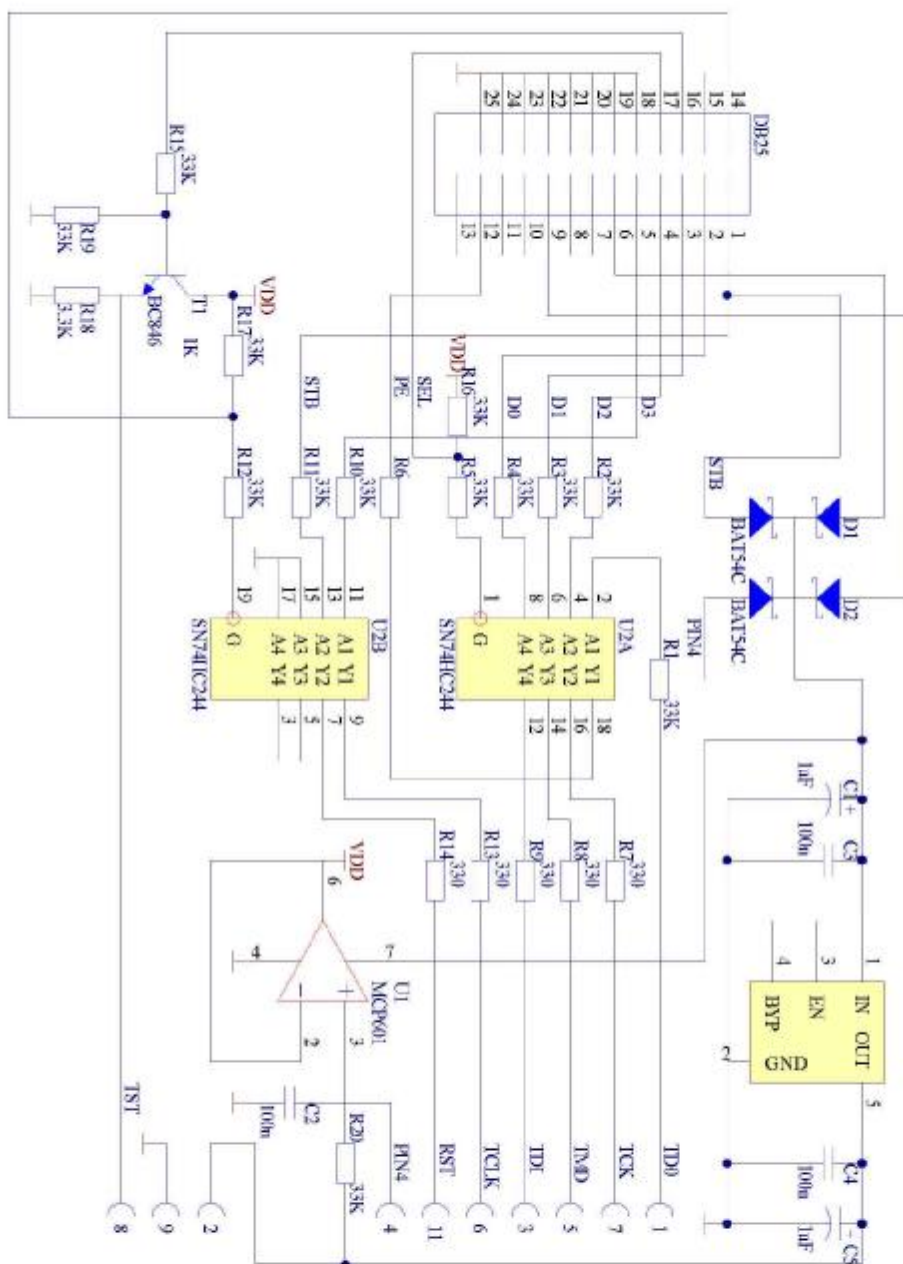 DB25
14
15
16
17
18
19
20
21
22
23
24
25
1
2
3
4
5
6
7
8
9
10
11
12
13
R15
33K
R19
33K
R18
3.3K
BC846
T1
1K
VDD
R17
33K
STB
PE
SEL
VDD
R16
33K
D0
D1
D2
D3
R12
33K
R11
33K
R10
33K
R6
R5
33K
R4
33K
R3
33K
R2
33K
STB
BAT54C
D1
BAT54C
D2
PIN4
19
17
15
13
11
G
A4 Y4
A3 Y3
A2 Y2
A1 Y1
U2B
SN74HC244
3
5
7
9
1
8
6
4
2
G
A4 Y4
A3 Y3
A2 Y2
A1 Y1
U2A
SN74HC244
12
14
16
18
R1
33K
R14
330
R13
330
R9
330
R8
330
R7
330
C1
+
1uF
C3
100n
VDD
6
4
7
U1
MCP601
2
3
1
3
4
IN
OUT
EN
BYP
GND
2
5
C2
100n
R20
33K
C4
100n
C5
1uF
TST
PIN4
RST
TCLK
TDI
TMD
TCK
TD0
8
9
2
4
11
6
3
5
7
1